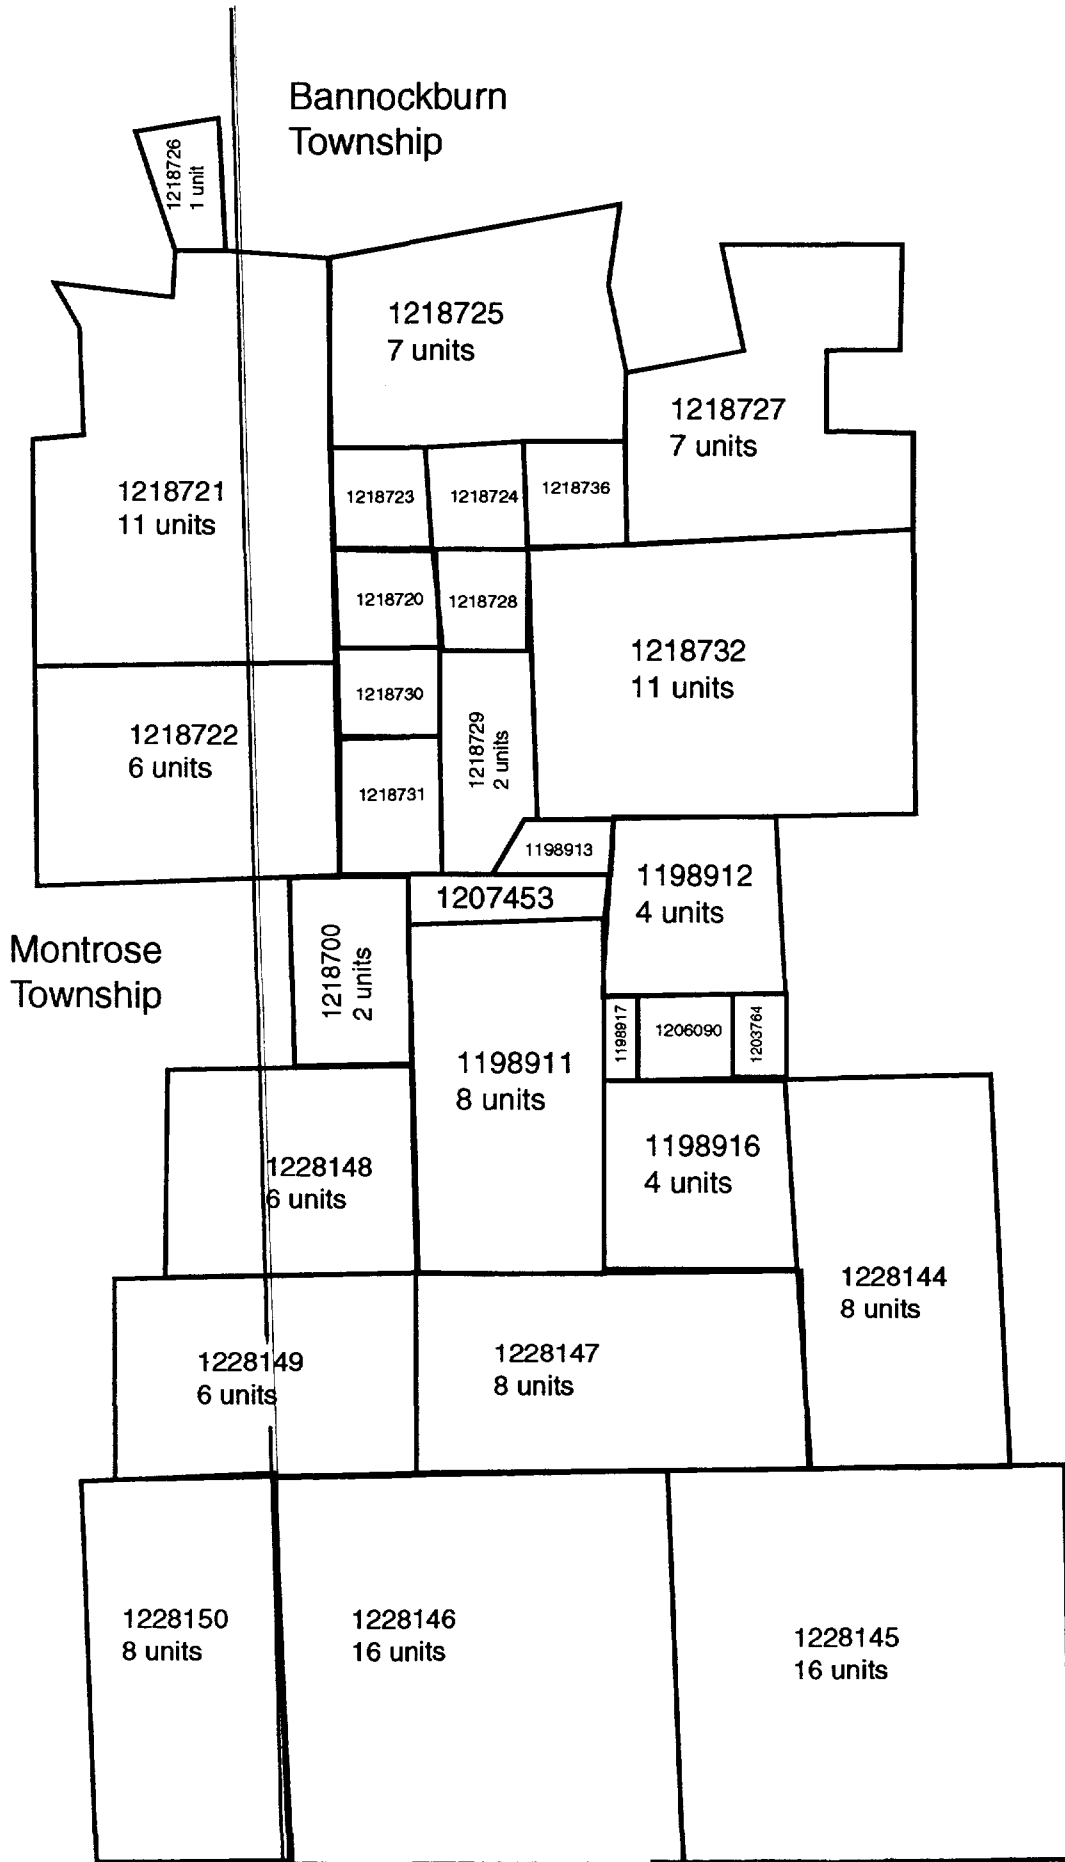 Bannockburn
Township
1218726
1 unit
1218725
7 units
1218727
7 units
1218721
11 units
1218723
1218724
1218736
1218720
1218728
1218732
11 units
1218730
1218729
2 units
1218722
6 units
1218731
1198913
1198912
4 units
1207453
Montrose
Township
1218700
2 units
1198917
1206090
1203764
1198911
8 units
1198916
4 units
1228148
6 units
1228144
8 units
1228149
6 units
1228147
8 units
1228150
8 units
1228146
16 units
1228145
16 units